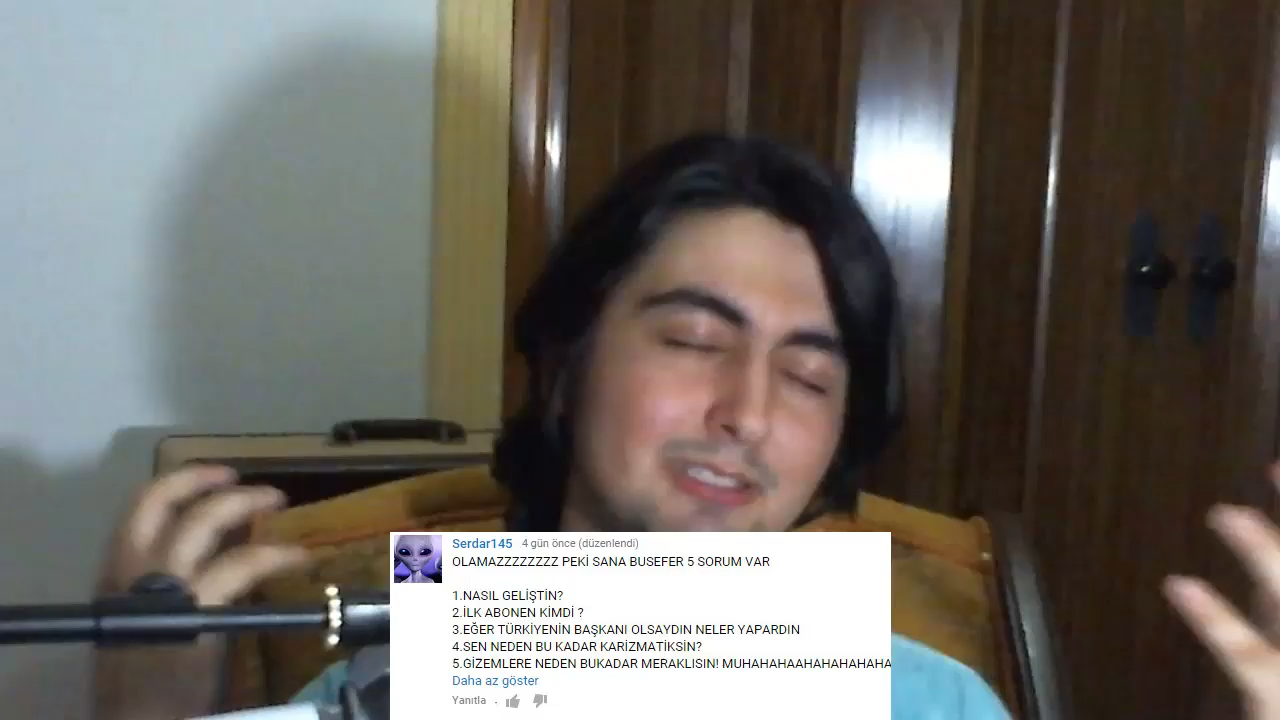 Serdar145 4 gün önce (düzenlendi)
OLAMAZZZZZZZZ PEKİ SANA BUSEFER 5 SORUM VAR
1.NASIL GELİŞTİN?
2.İLK ABONEN KİMDİ ?
3.EĞER TÜRKİYENİN BAŞKANI OLSAYDIN NELER YAPARDIN
4.SEN NEDEN BU KADAR KARİZMATİKSİN?
5.GİZEMLERE NEDEN BUKADAR MERAKLISIN! MUHAHAHAAHAHAHAHAHA
Daha az göster
Yanıtla